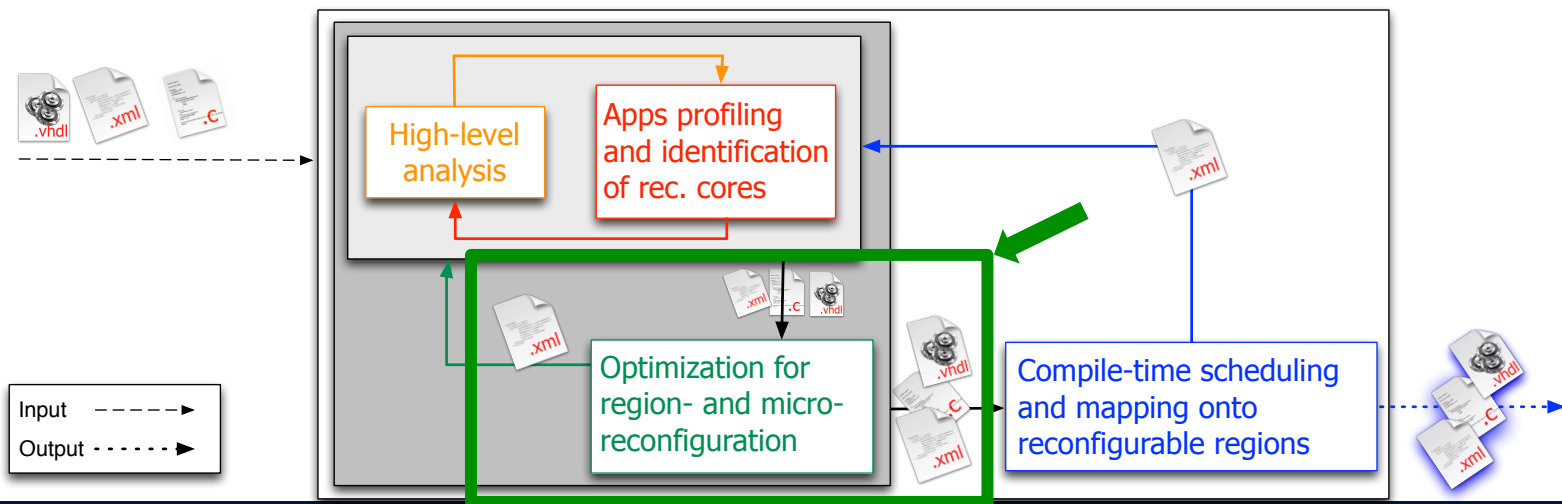 .vhdl
.xml
.c
High-level
analysis
Apps profiling
and identification
of rec. cores
.xml
.xml
.c
.vhdl
.xml
Optimization for
region- and micro-
reconfiguration
.vhdl
.c
.xml
Compile-time scheduling
and mapping onto
reconfigurable regions
.vhdl
.c
.xml
Input
Output